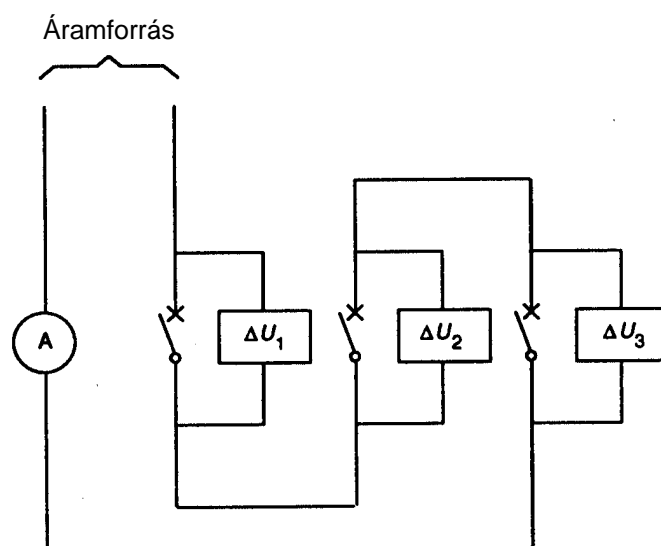 Áramforrás
A
ΔU₁
ΔU₂
ΔU₃